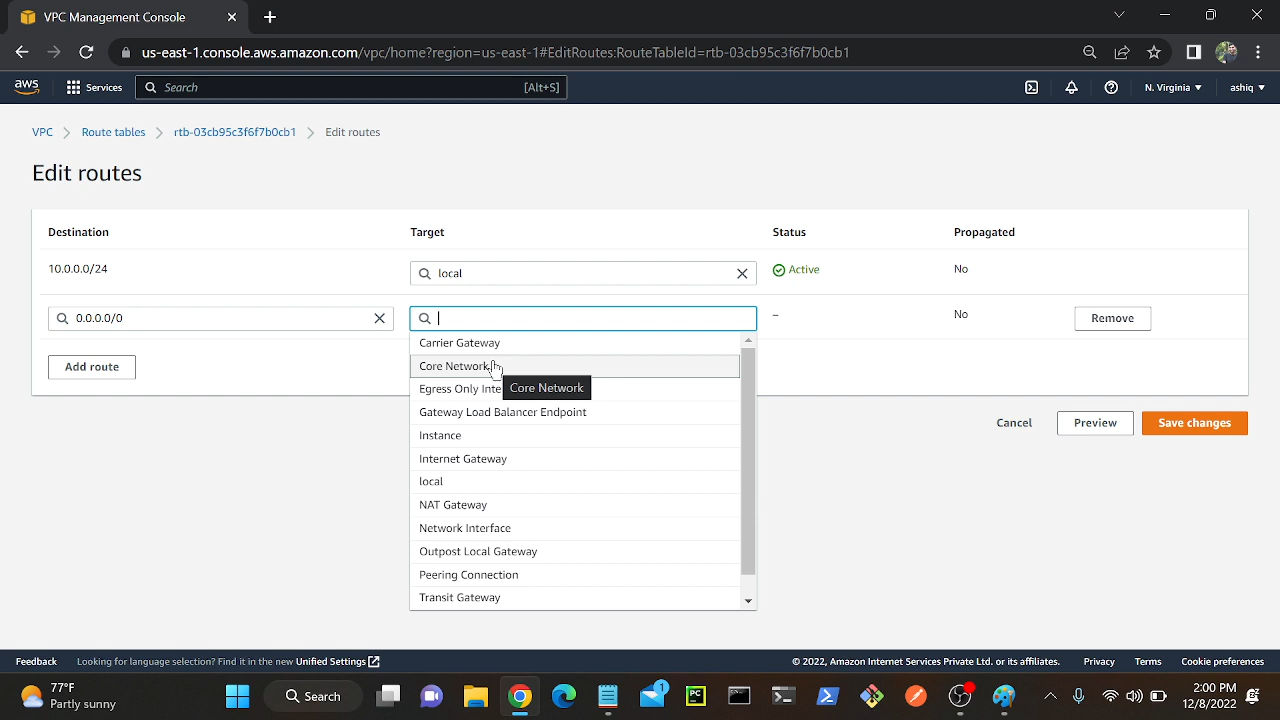 VPC Management Console
us-east-1.console.aws.amazon.com/vpc/home?region=us-east-1#EditRoutes:RouteTableId=rtb-03cb95c3f6f7b0cb1
aws Services Search [Alt+S] N. Virginia ashiq
VPC Route tables rtb-03cb95c3f6f7b0cb1 Edit routes
Edit routes
Destination Target Status Propagated
10.0.0.0/24 local Active No
0.0.0.0/0 – No Remove
Carrier Gateway
Add route
Core Network
Egress Only Inte
Core Network
Gateway Load Balancer Endpoint
Cancel Preview Save changes
Instance
Internet Gateway
local
NAT Gateway
Network Interface
Outpost Local Gateway
Peering Connection
Transit Gateway
Feedback Looking for language selection? Find it in the new Unified Settings © 2022, Amazon Internet Services Private Ltd. or its affiliates. Privacy Terms Cookie preferences
77°F
Partly sunny
Search
1
PC
2:00 PM
12/8/2022